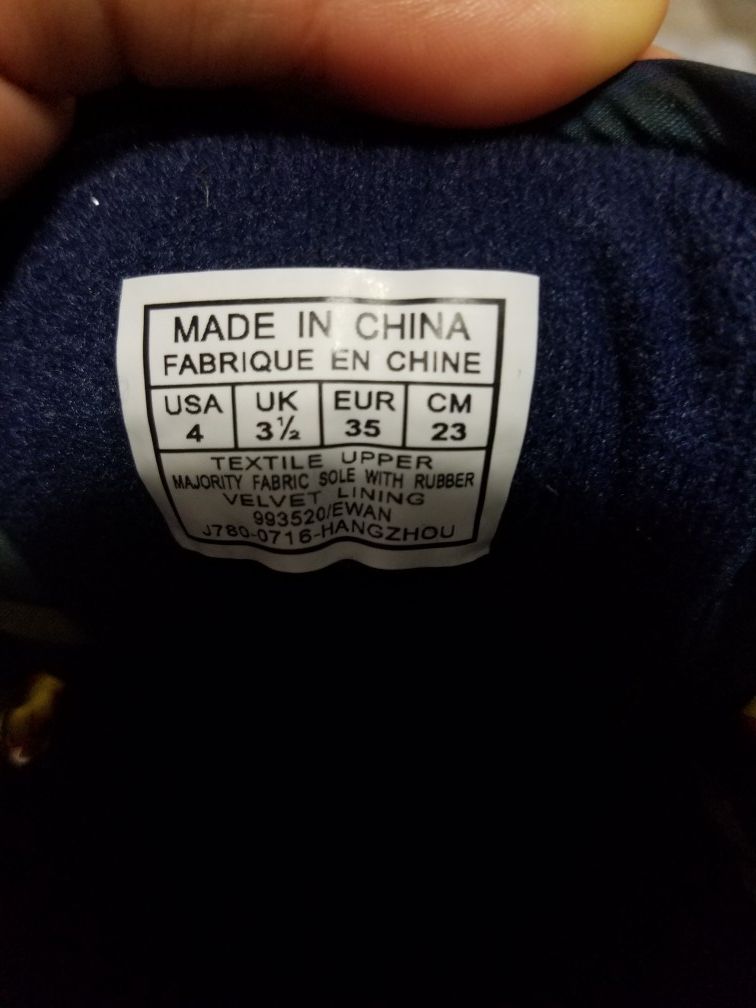 MADE IN CHINA
FABRIQUE EN CHINE
USA UK EUR CM
4 3½ 35 23
TEXTILE UPPER
MAJORITY FABRIC SOLE WITH RUBBER
VELVET LINING
993520/EWAN
J780-0716-HANGZHOU